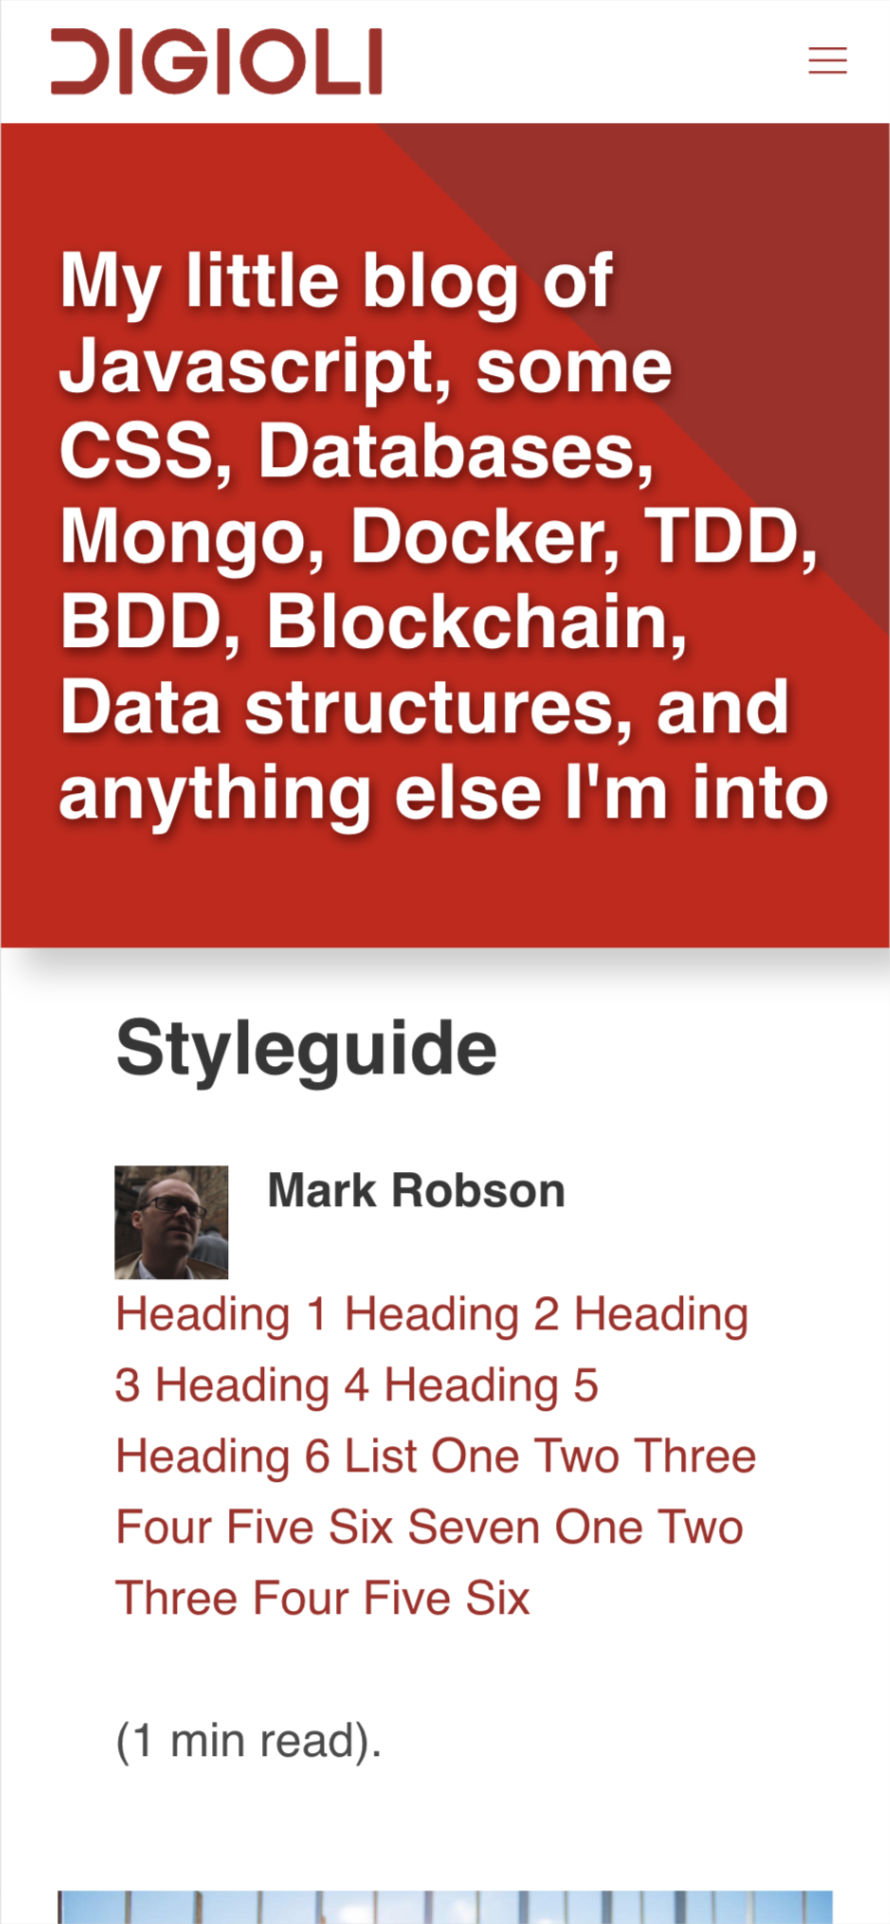 DIGIOLI
My little blog of
Javascript, some
CSS, Databases,
Mongo, Docker, TDD,
BDD, Blockchain,
Data structures, and
anything else I'm into
Styleguide
Mark Robson
Heading 1 Heading 2 Heading
3 Heading 4 Heading 5
Heading 6 List One Two Three
Four Five Six Seven One Two
Three Four Five Six
(1 min read).